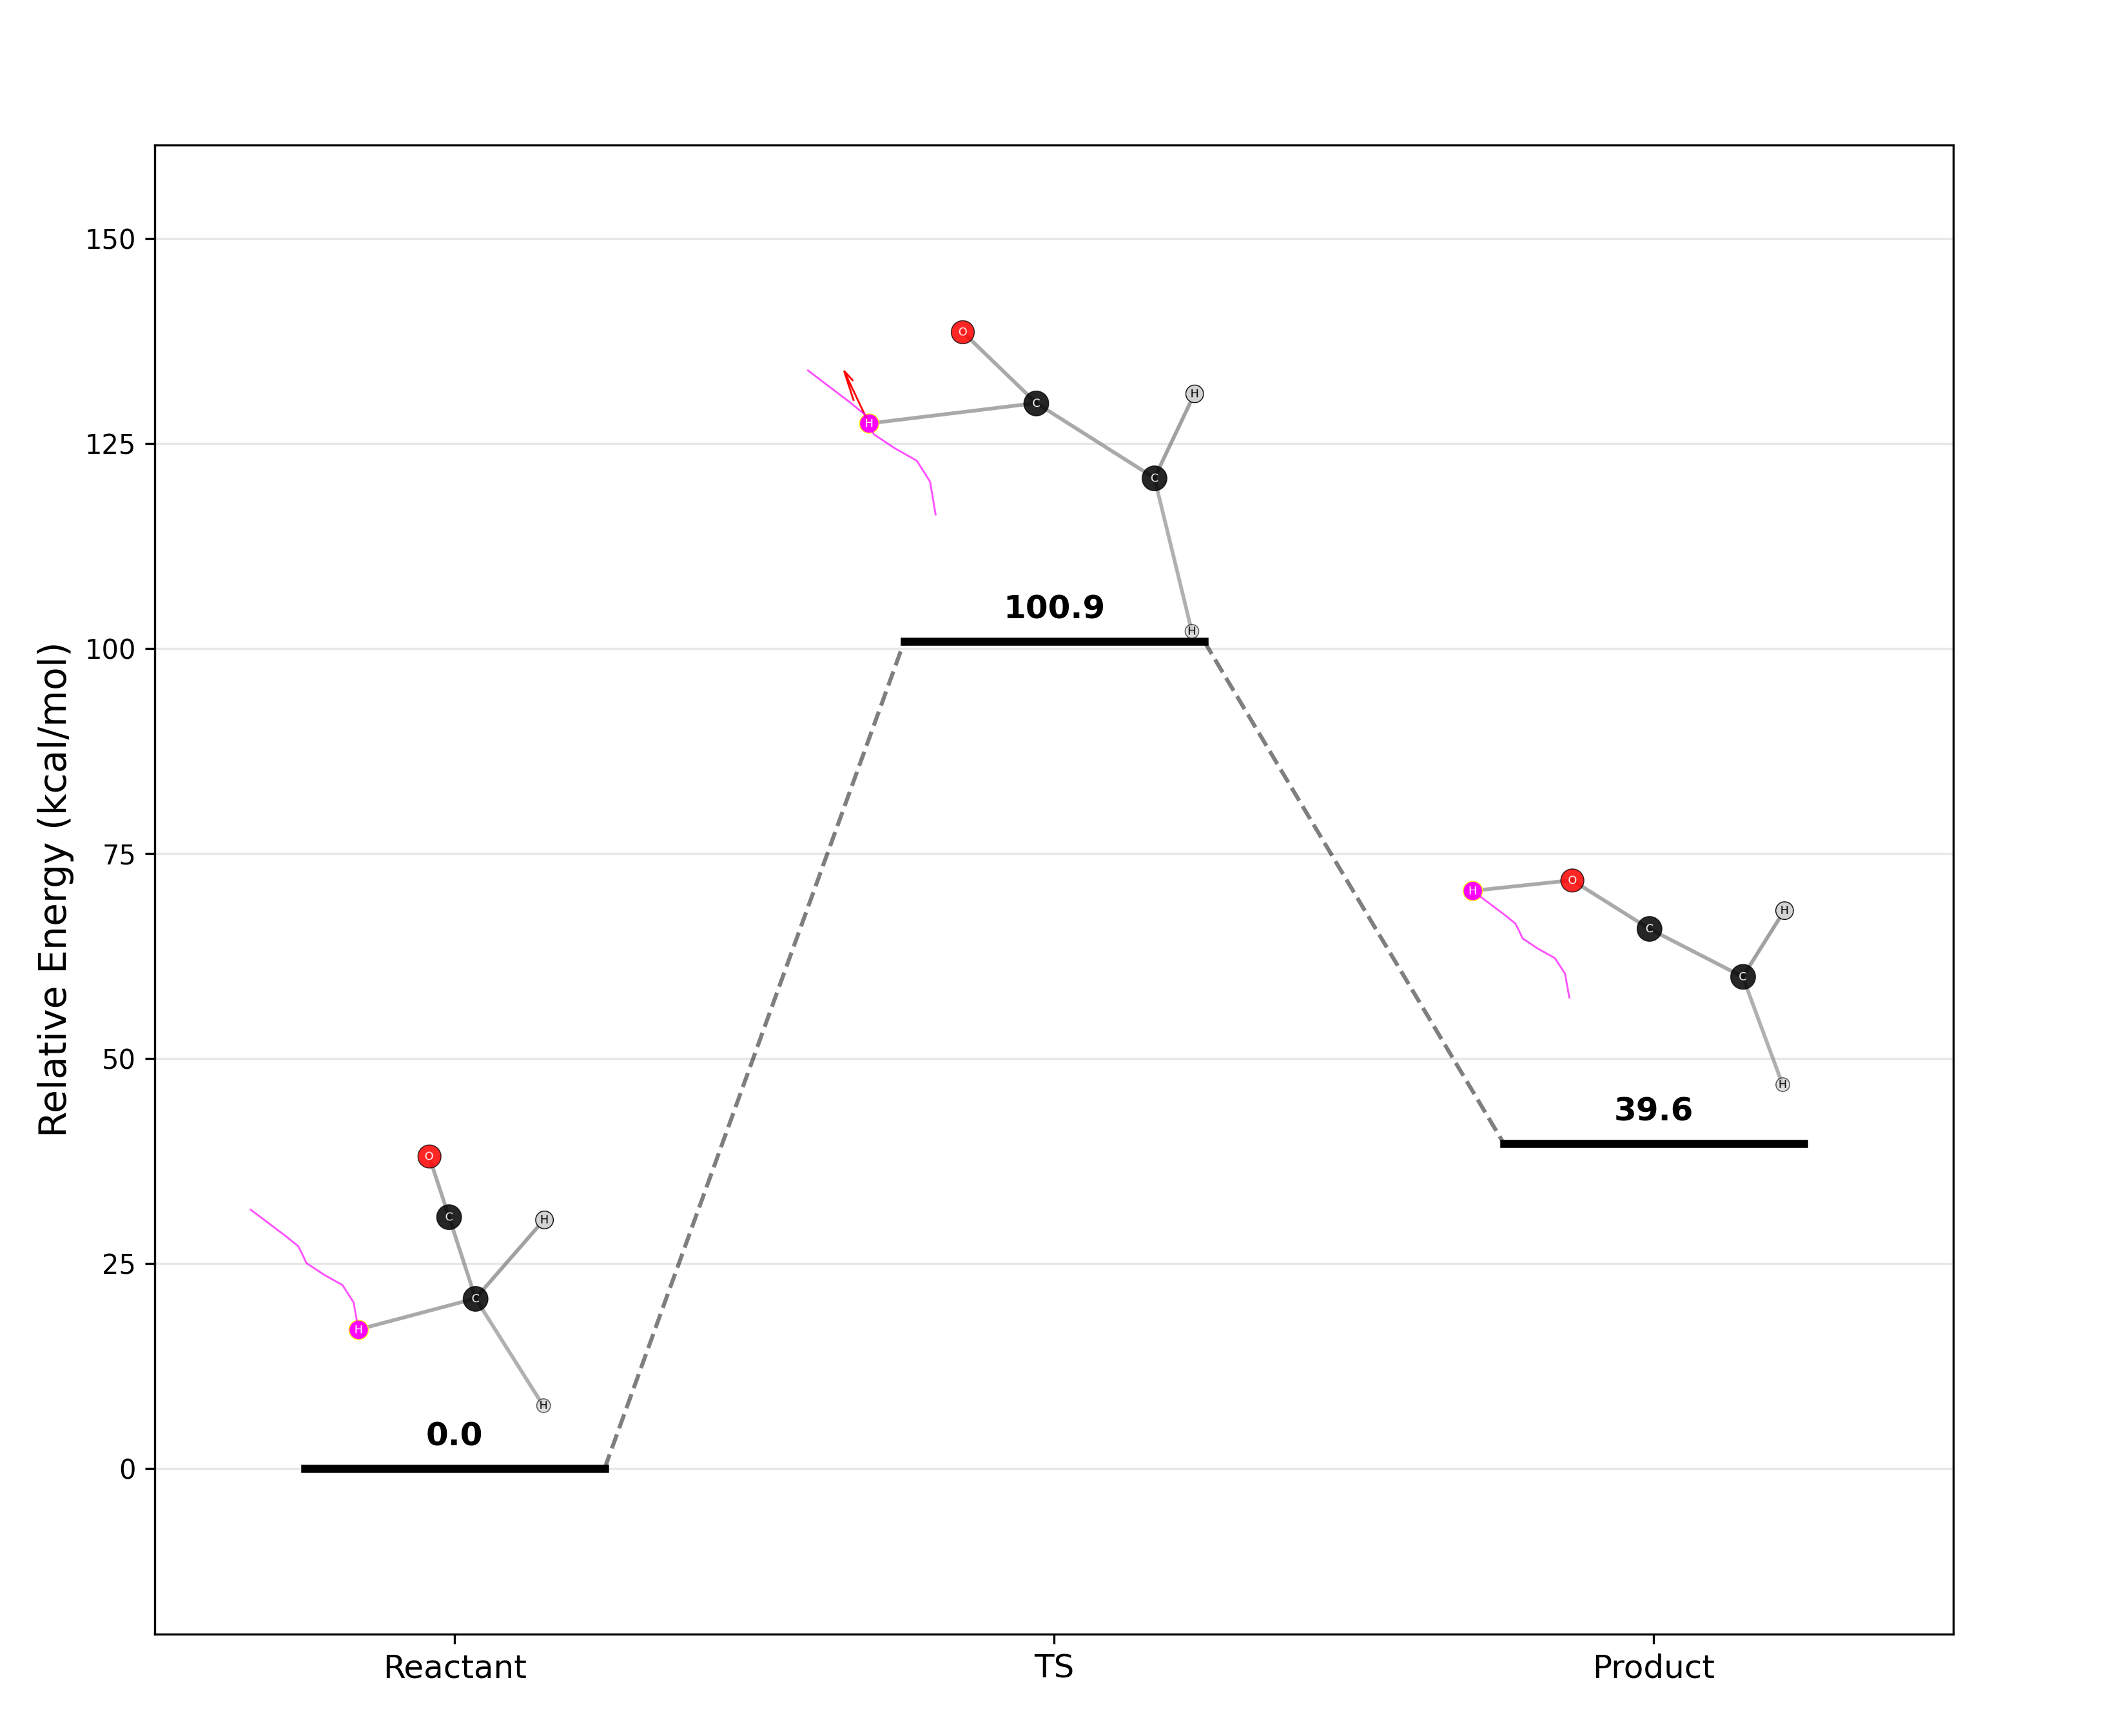 Relative Energy (kcal/mol)
150
125
100
75
50
25
0
O
C
H
H
C
H
100.9
H
O
C
H
C
H
39.6
O
C
H
C
H
H
0.0
Reactant
TS
Product